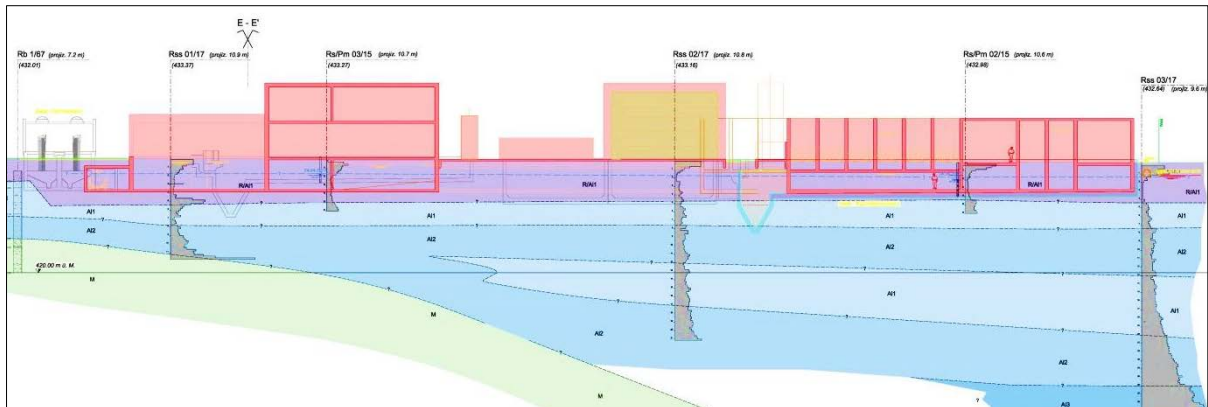 E - E'
Rb 1/67 (projiz. 7.2 m)
(432.01)
Rss 01/17 (projiz. 10.9 m)
(433.37)
Rs/Pm 03/15 (projiz. 10.7 m)
(433.27)
Rss 02/17 (projiz. 10.8 m)
(433.16)
Rs/Pm 02/15 (projiz. 10.6 m)
(432.98)
Rss 03/17
(432.64) (projiz. 9.6 m)
R/Al1
R/Al1
R/Al1
R/Al1
Al1
Al1
Al1
Al1
Al2
Al2
Al2
Al2
420.00 m ü. M.
M
M
Al1
Al1
Al2
Al2
Al3
M
?